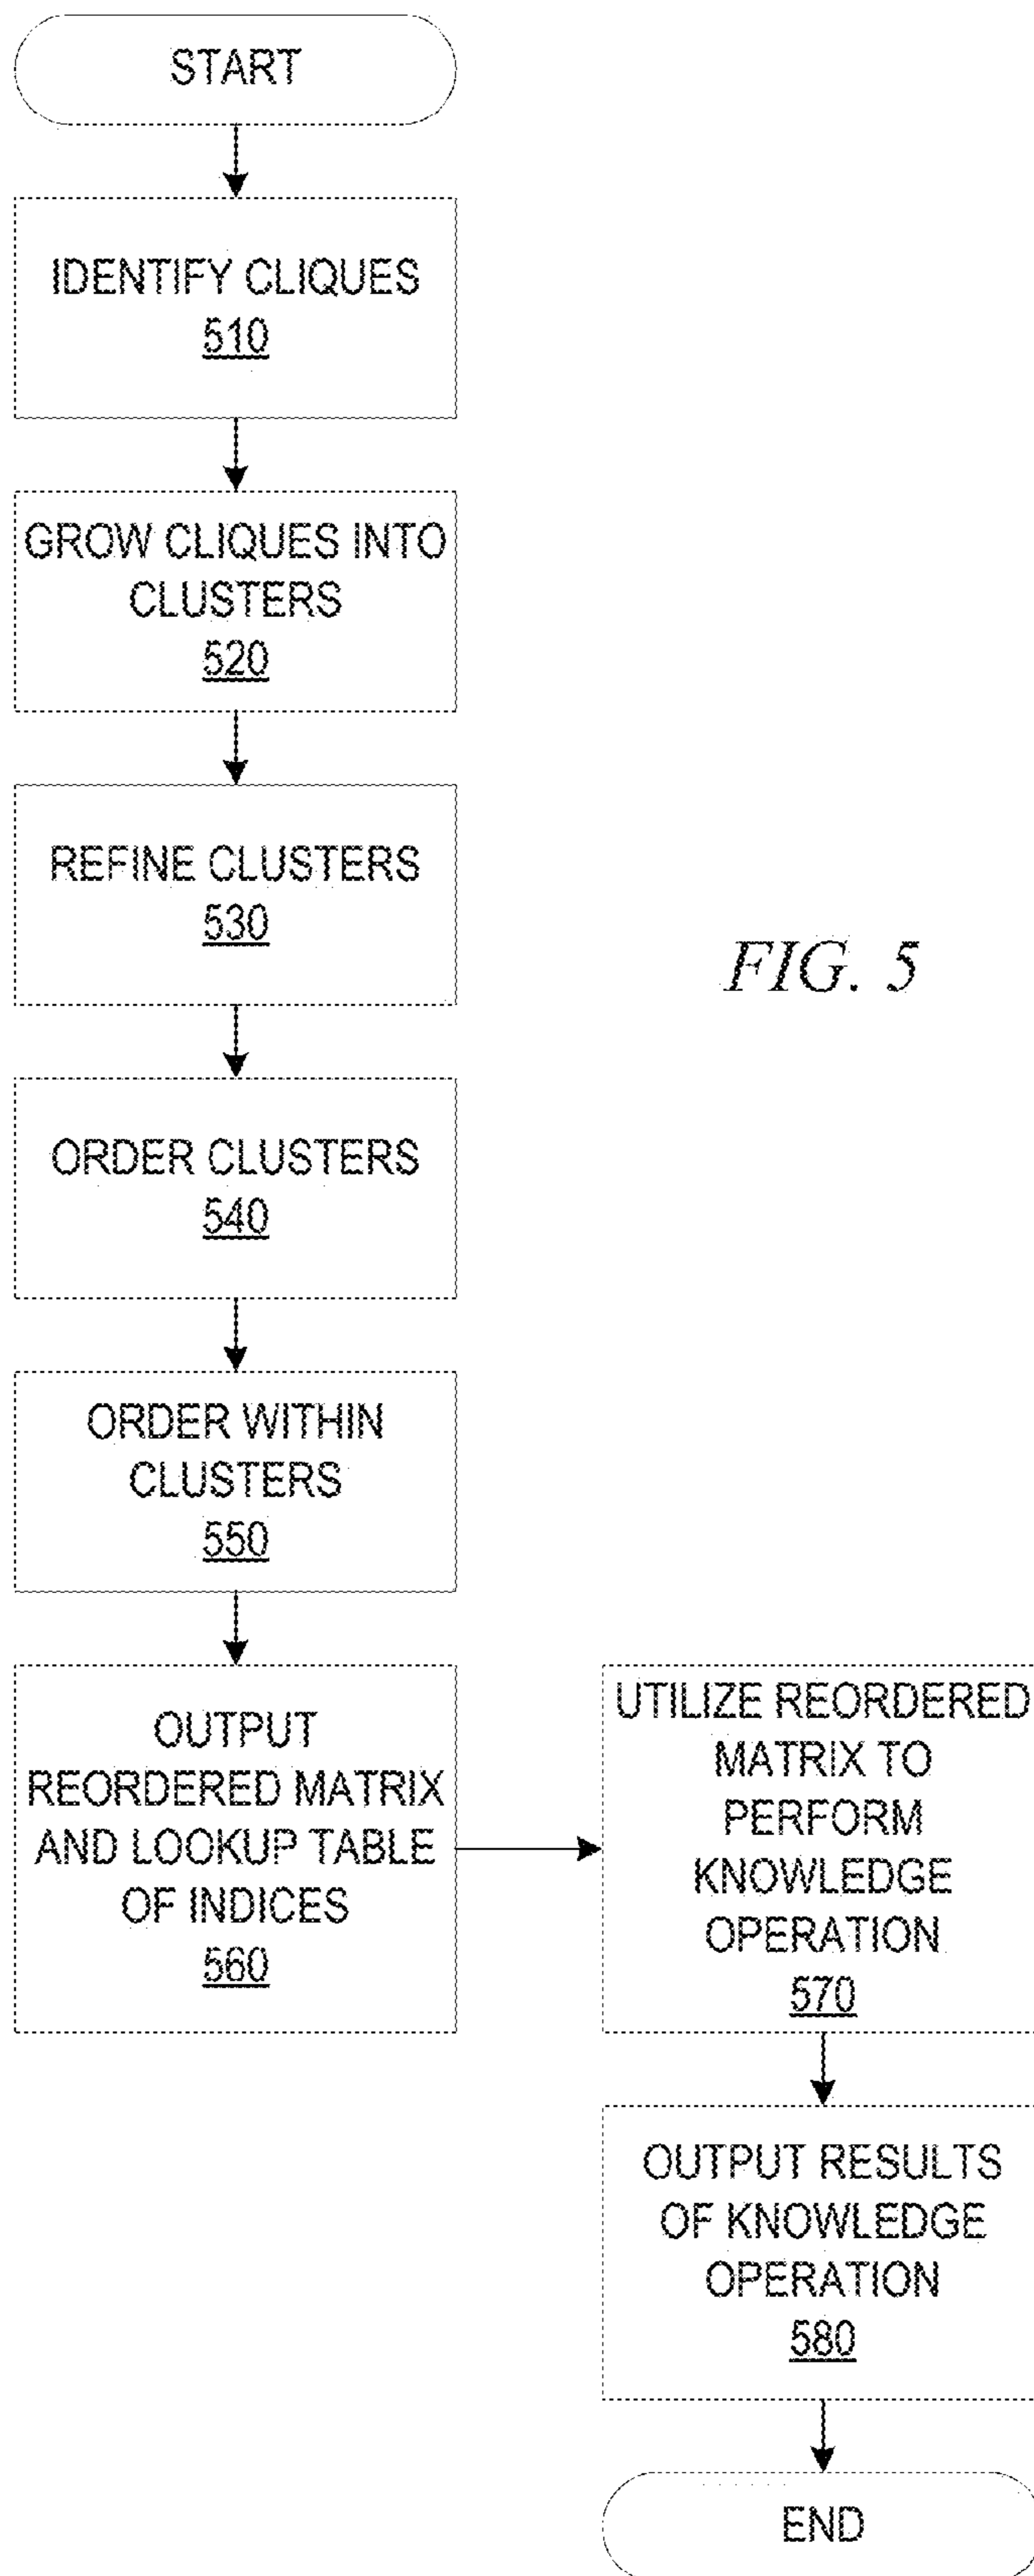 START
IDENTIFY CLIQUES
510
GROW CLIQUES INTO
CLUSTERS
520
REFINE CLUSTERS
530
FIG. 5
ORDER CLUSTERS
540
ORDER WITHIN
CLUSTERS
550
OUTPUT
REORDERED MATRIX
AND LOOKUP TABLE
OF INDICES
560
UTILIZE REORDERED
MATRIX TO
PERFORM
KNOWLEDGE
OPERATION
570
OUTPUT RESULTS
OF KNOWLEDGE
OPERATION
580
END